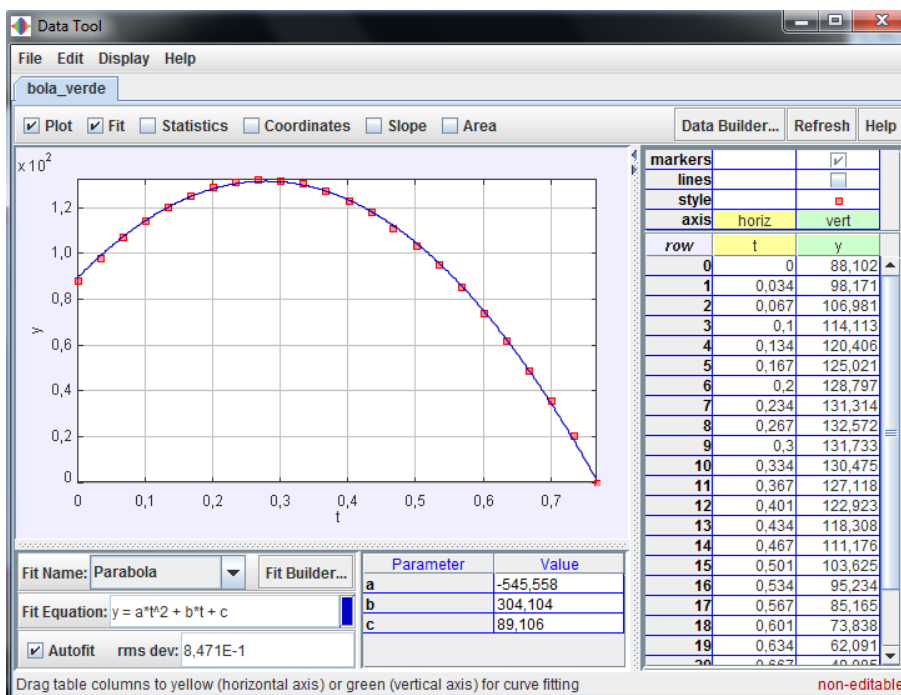 Data Tool
File Edit Display Help
bola_verde
Plot Fit Statistics Coordinates Slope Area Data Builder... Refresh Help
x10^2
1,2
1,0
0,8
0,6
0,4
0,2
0
y
0 0,1 0,2 0,3 0,4 0,5 0,6 0,7
t
markers
lines
style
axis horiz vert
row t y
0 0 88,102
1 0,034 98,171
2 0,067 106,981
3 0,1 114,113
4 0,134 120,406
5 0,167 125,021
6 0,2 128,797
7 0,234 131,314
8 0,267 132,572
9 0,3 131,733
10 0,334 130,475
11 0,367 127,118
12 0,401 122,923
13 0,434 118,308
14 0,467 111,176
15 0,501 103,625
16 0,534 95,234
17 0,567 85,165
18 0,601 73,838
19 0,634 62,091
Fit Name: Parabola Fit Builder...
Fit Equation: y = a*t^2 + b*t + c
Autofit rms dev: 8,471E-1
Parameter Value
a -545,558
b 304,104
c 89,106
Drag table columns to yellow (horizontal axis) or green (vertical axis) for curve fitting non-editable